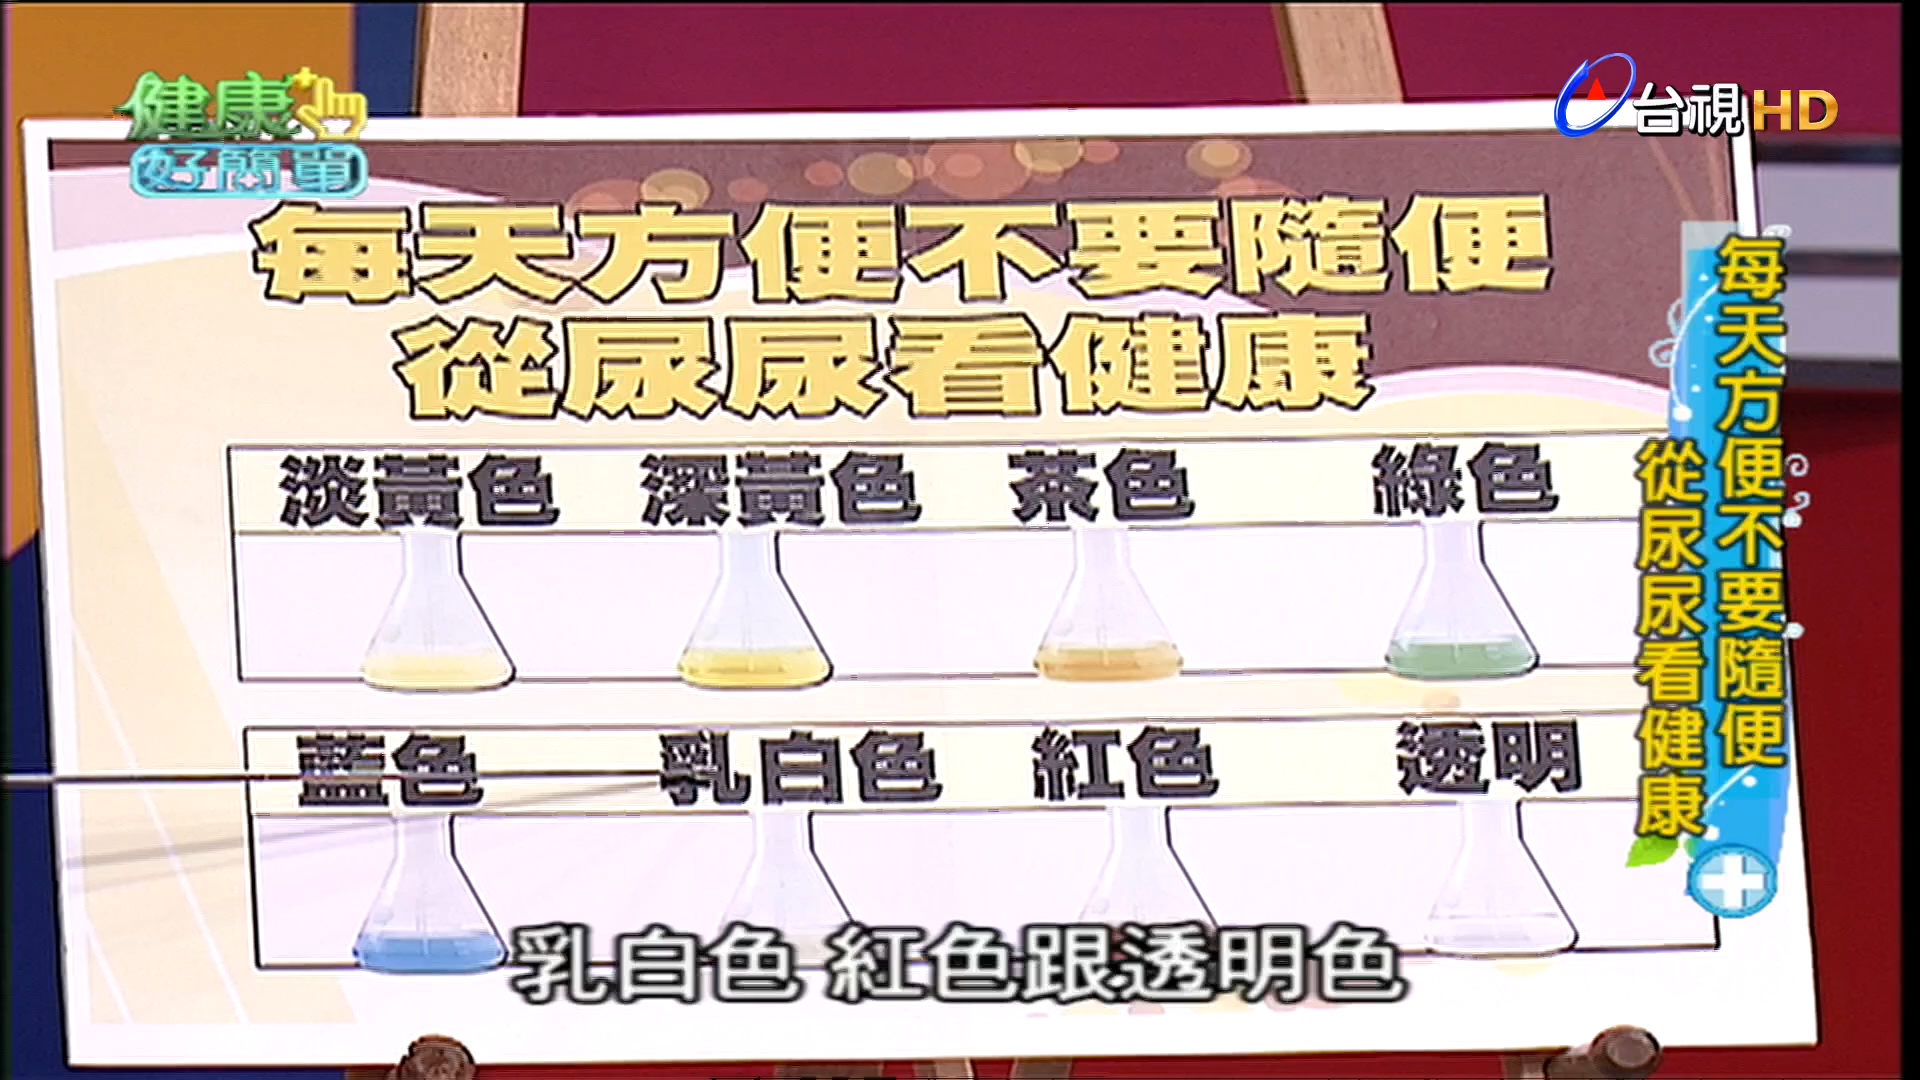 健康
好簡單
台視HD
每天方便不要隨便
從尿尿看健康
淡黃色 深黃色 茶色 綠色
藍色 乳白色 紅色 透明
每天方便不要隨便
從尿尿看健康
乳白色 紅色跟透明色